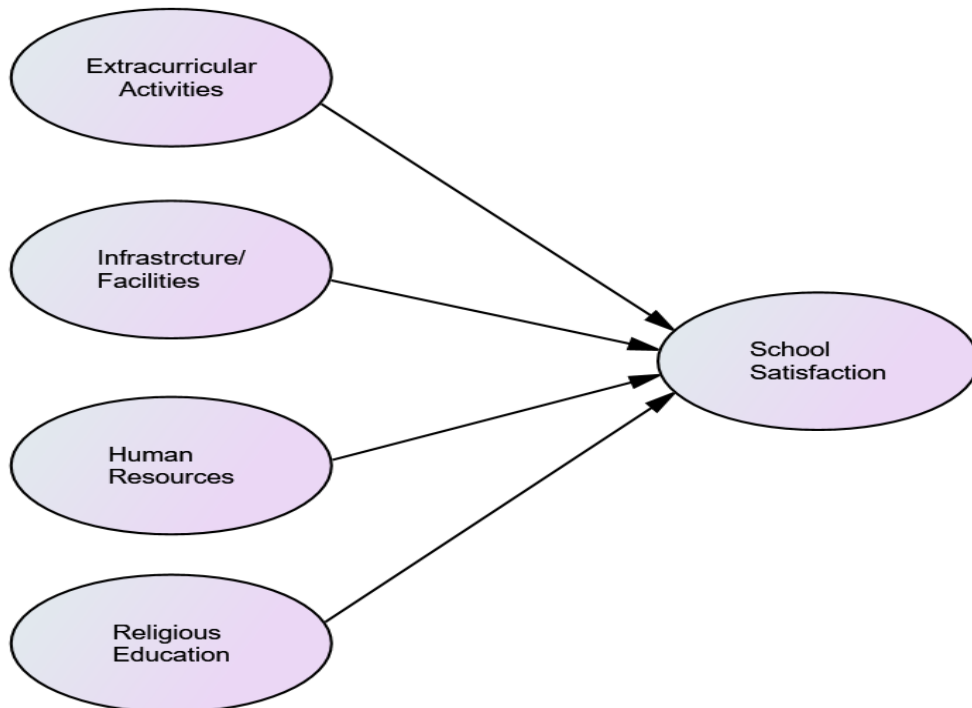 Extracurricular
Activities
Infrastrcture/
Facilities
Human
Resources
Religious
Education
School
Satisfaction